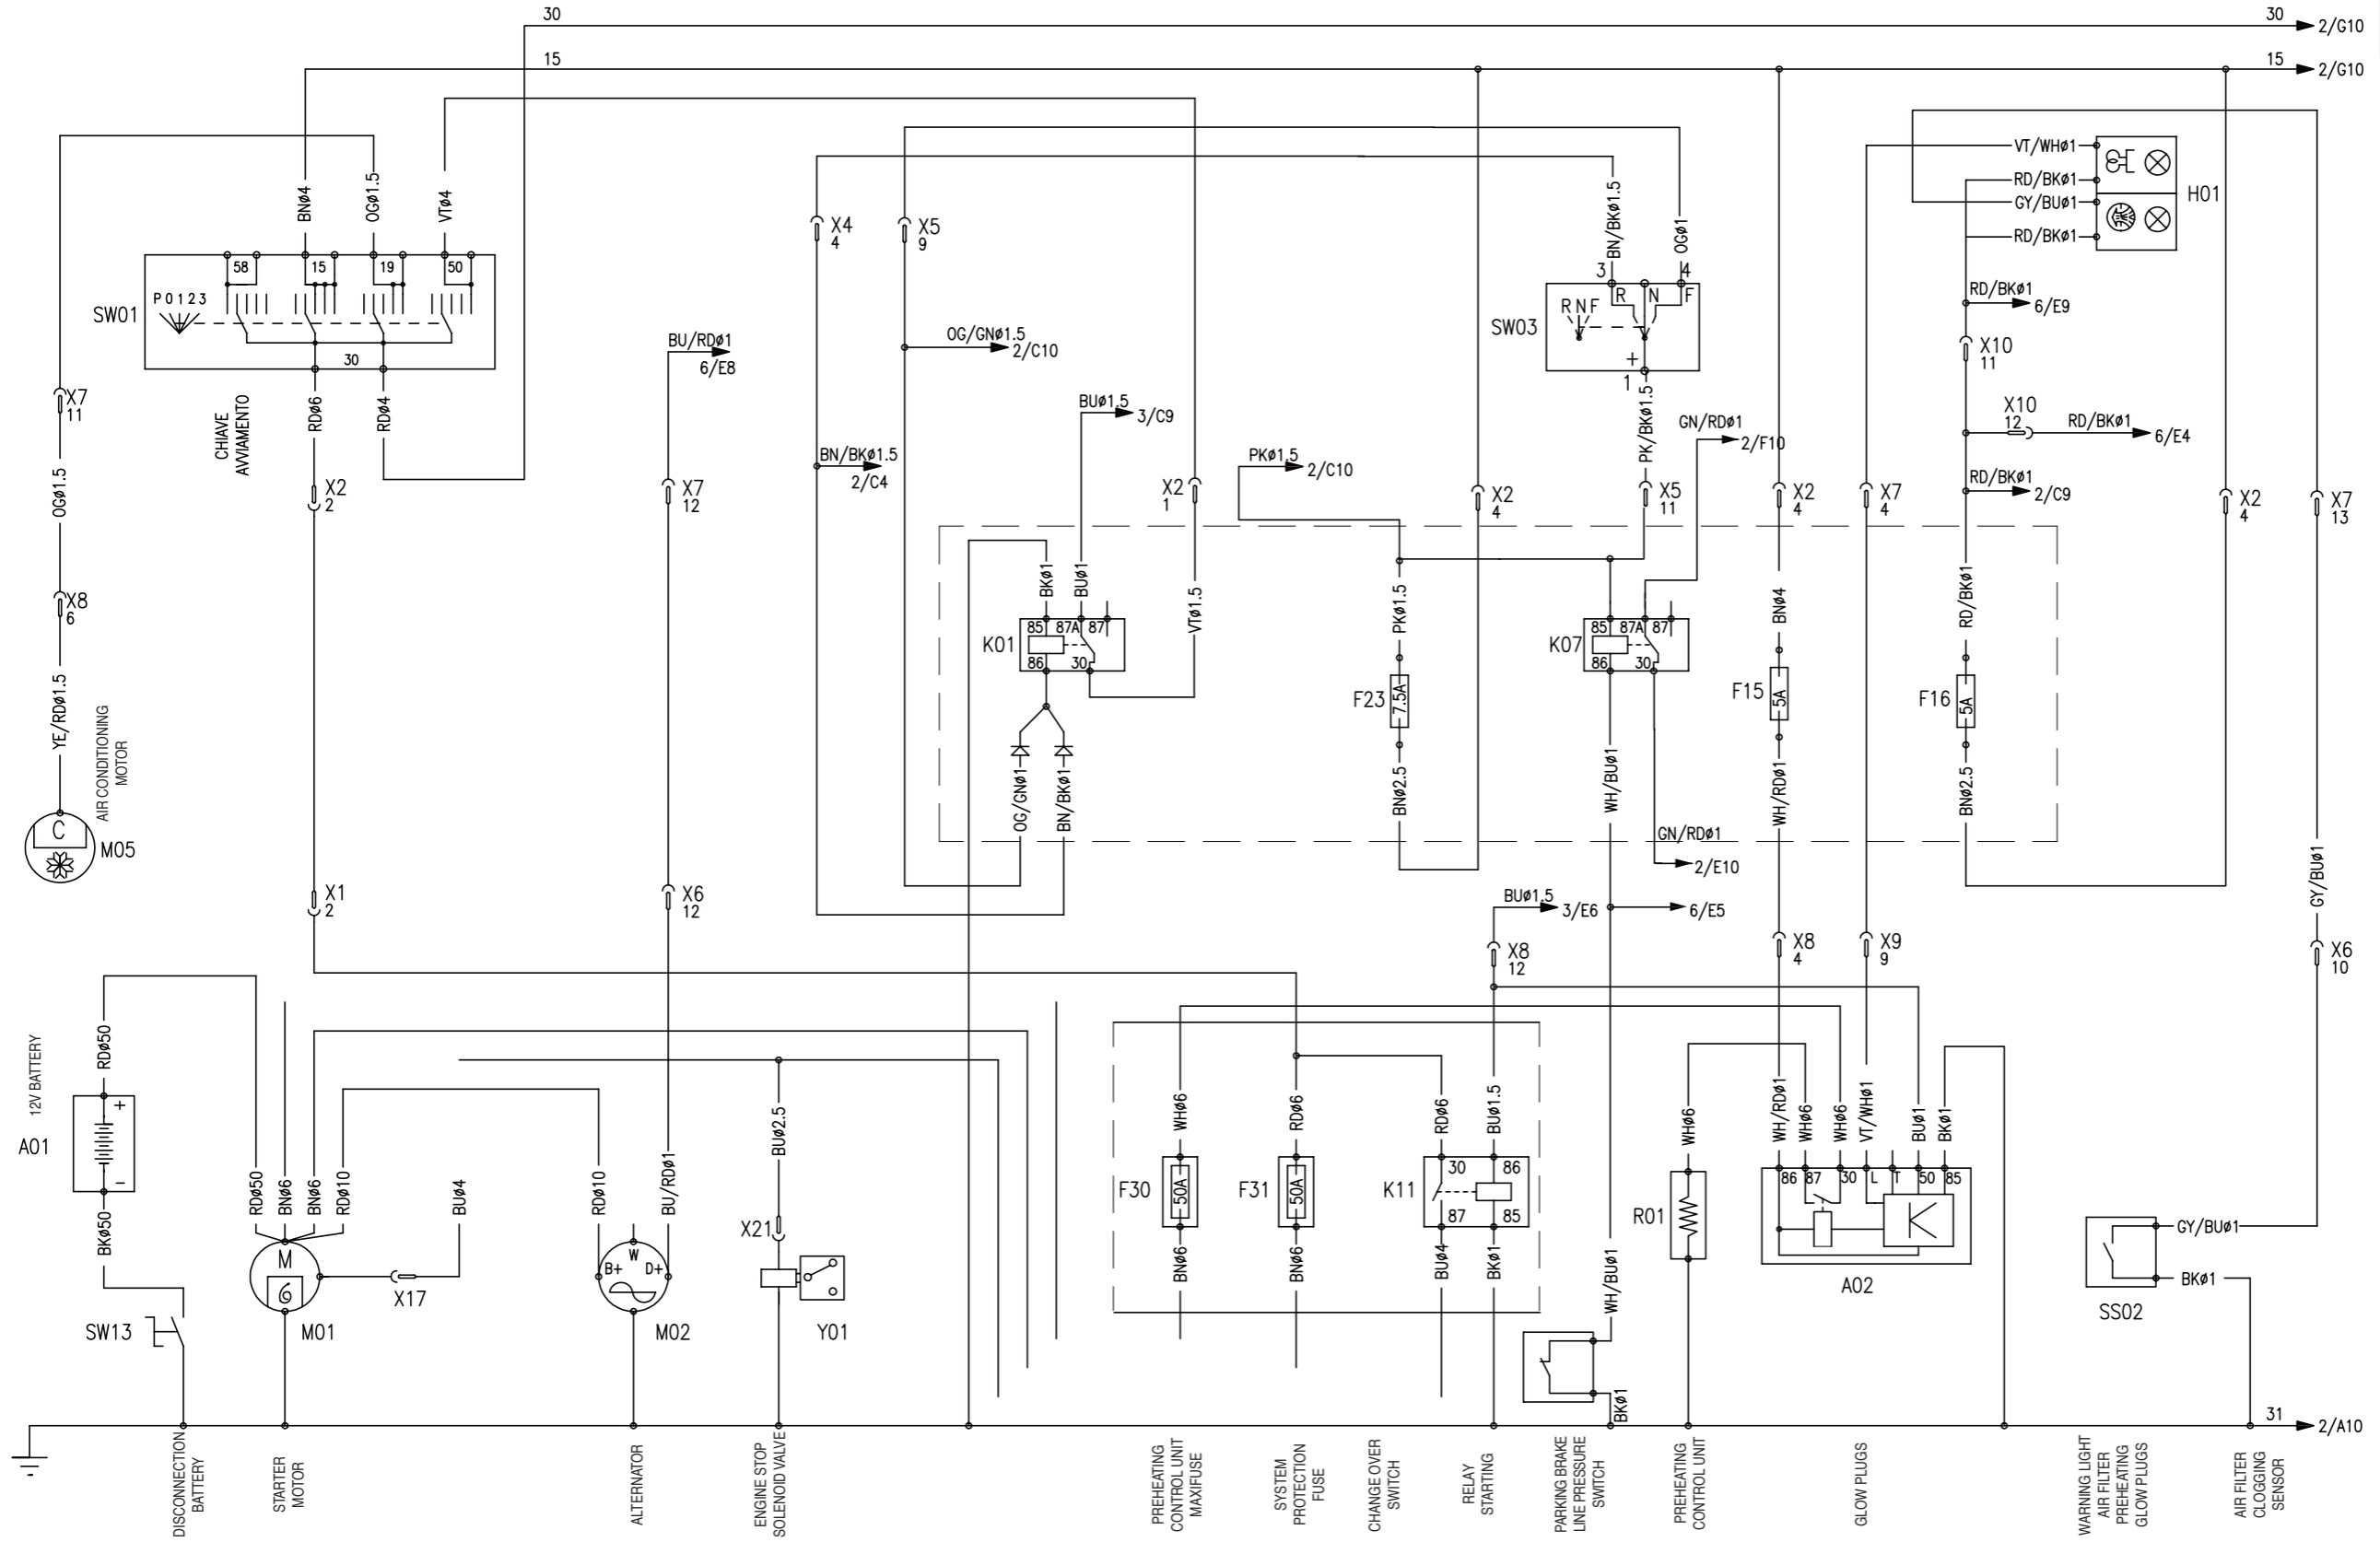 30
30
2/G10
15
15
2/G10
VT/WHø1
RD/BKø1
GY/BUø1
RD/BKø1
H01
BNø4
OGø1.5
VTø4
X4
4
X5
9
BN/BKø1.5
OGø1
58
15
19
50
P 0 1 2 3
SW01
30
3
4
R
N
F
R N F
SW03
+
1
RD/BKø1
6/E9
X10
11
OG/GNø1.5
2/C10
BU/RDø1
6/E8
X7
11
CHIAVE
AVVIAMENTO
RDø6
RDø4
BUø1.5
3/C9
PK/BKø1.5
GN/RDø1
2/F10
X10
12
RD/BKø1
6/E4
BN/BKø1.5
2/C4
PKø1.5
2/C10
RD/BKø1
2/C9
OGø1.5
X2
2
X7
12
X2
1
X2
4
X5
11
X2
4
X7
4
X2
4
X7
13
X8
6
BKø1
BUø1
VTø1.5
PKø1.5
BNø4
RD/BKø1
K01
85
87A
87
86
30
K07
85
87A
87
86
30
F23
7.5A
F15
5A
F16
5A
YE/RDø1.5
AIR CONDITIONING
MOTOR
C
M05
OG/GNø1
BN/BKø1
BNø2.5
WH/BUø1
GN/RDø1
2/E10
WH/RDø1
BNø2.5
GY/BUø1
X1
2
X6
12
BUø1.5
3/E6
6/E5
X8
12
X8
4
X9
9
X6
10
12V BATTERY
RDø50
+
A01
−
BKø50
RDø50
BNø6
BNø6
RDø10
BUø4
RDø10
BU/RDø1
BUø2.5
WHø6
RDø6
RDø6
BUø1.5
WHø6
WH/RDø1
WHø6
WHø6
VT/WHø1
BUø1
BKø1
F30
50A
F31
50A
K11
30
86
87
85
R01
86
87
30
L
T
50
85
A02
M
X17
M01
SW13
W
B+
D+
M02
X21
Y01
BNø6
BNø6
BUø4
BKø1
WH/BUø1
BKø1
GY/BUø1
BKø1
SS02
31
2/A10
DISCONNECTION
BATTERY
STARTER
MOTOR
ALTERNATOR
ENGINE STOP
SOLENOID VALVE
PREHEATING
CONTROL UNIT
MAXIFUSE
SYSTEM
PROTECTION
FUSE
CHANGE OVER
SWITCH
RELAY
STARTING
PARKING BRAKE
LINE PRESSURE
SWITCH
PREHEATING
CONTROL UNIT
GLOW PLUGS
WARNING LIGHT
AIR FILTER
PREHEATING
GLOW PLUGS
AIR FILTER
CLOGGING
SENSOR